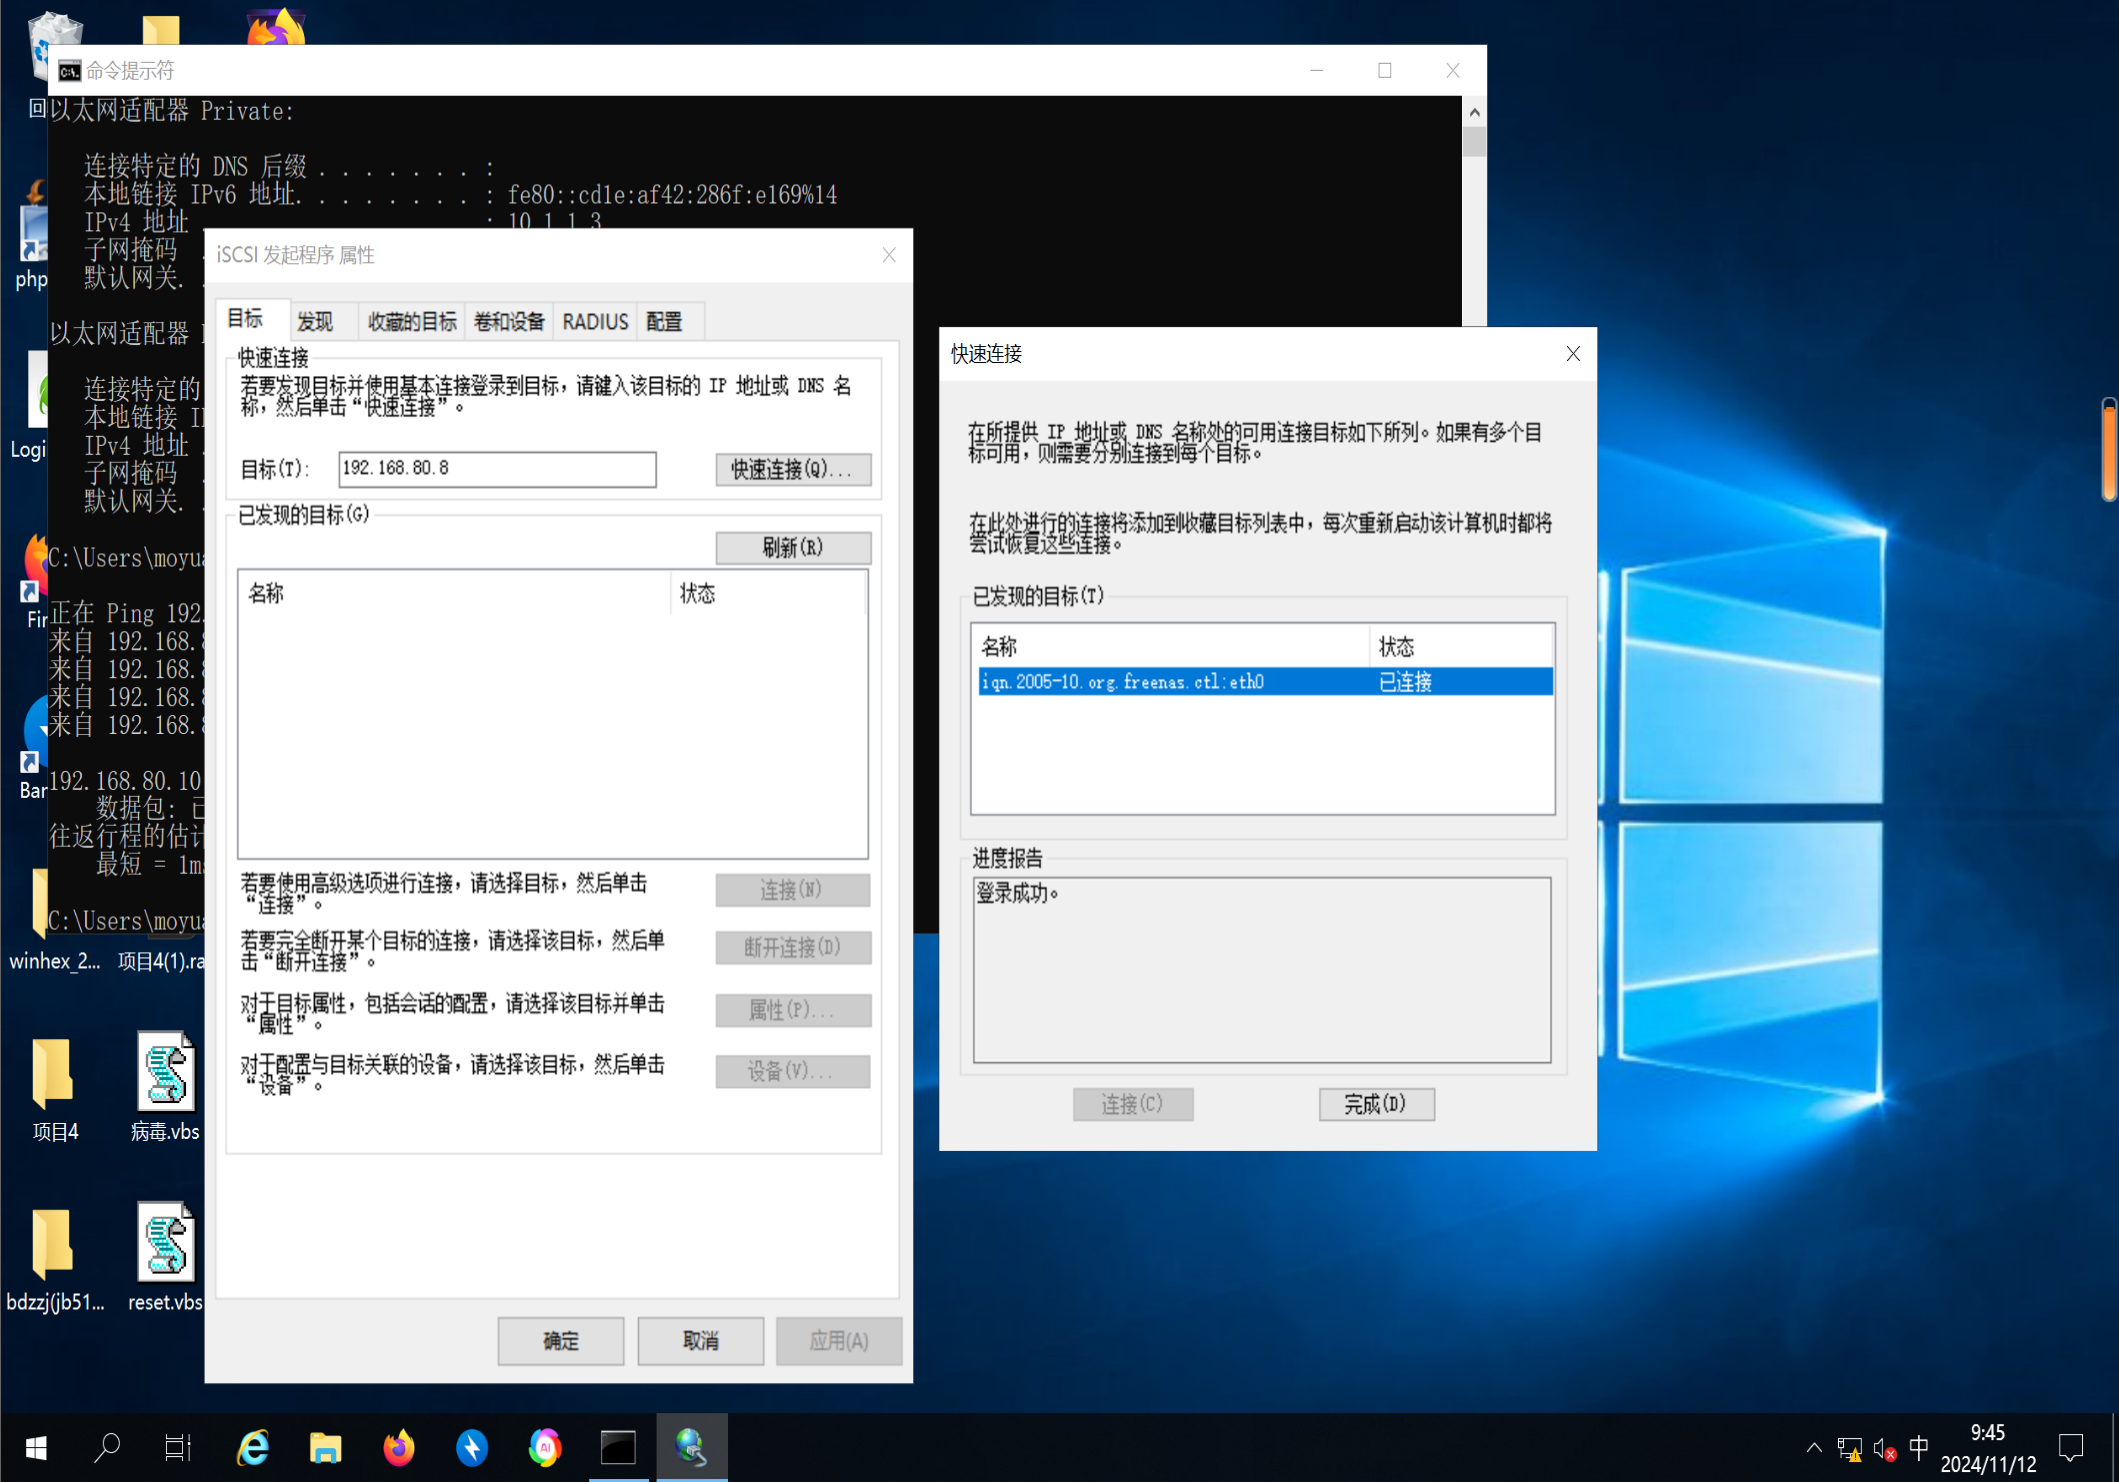 回
命令提示符
以太网适配器 Private:
连接特定的 DNS 后缀 . . . . . . . :
本地链接 IPv6 地址. . . . . . . . : fe80::cd1e:af42:286f:e169%14
IPv4 地址 . : 10.1.1.3
子网掩码 .
默认网关. .
php
以太网适配器
连接特定的
本地链接
IPv4 地址 .
子网掩码 .
默认网关. .
Logi
C:\Users\moyua
正在 Ping 192.
来自 192.168.8
来自 192.168.8
来自 192.168.8
来自 192.168.8
Fir
Bar
192.168.80.10
数据包: 已
往返行程的估计
最短 = 1ms
C:\Users\moyua
winhex_2...
项目4(1).ra
项目4
病毒.vbs
bdzzj(jb51...
reset.vbs
iSCSI 发起程序 属性
目标 发现 收藏的目标 卷和设备 RADIUS 配置
快速连接
若要发现目标并使用基本连接登录到目标，请键入该目标的 IP 地址或 DNS 名
称，然后单击“快速连接”。
目标(T): 192.168.80.8 快速连接(Q)...
已发现的目标(G)
刷新(R)
名称 状态
若要使用高级选项进行连接，请选择目标，然后单击
“连接”。
连接(N)
若要完全断开某个目标的连接，请选择该目标，然后单
击“断开连接”。
断开连接(D)
对于目标属性，包括会话的配置，请选择该目标并单击
“属性”。
属性(P)...
对于配置与目标关联的设备，请选择该目标，然后单击
“设备”。
设备(V)...
确定 取消 应用(A)
快速连接
在所提供 IP 地址或 DNS 名称处的可用连接目标如下所列。如果有多个目
标可用，则需要分别连接到每个目标。
在此处进行的连接将添加到收藏目标列表中，每次重新启动该计算机时都将
尝试恢复这些连接。
已发现的目标(T)
名称 状态
iqn.2005-10.org.freenas.ctl:eth0 已连接
进度报告
登录成功。
连接(C) 完成(D)
AI
中
9:45
2024/11/12